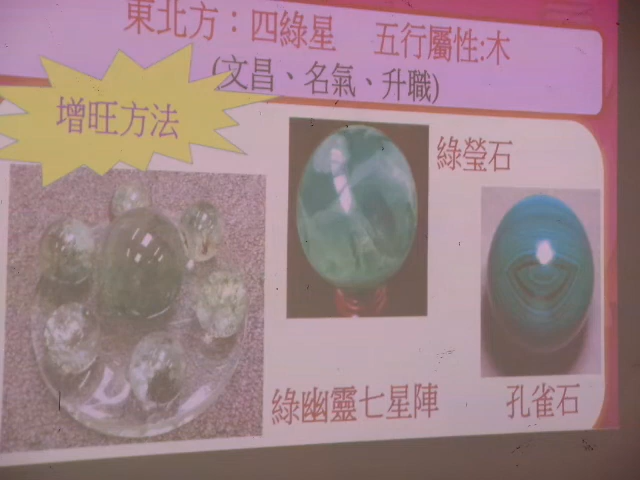 東北方：四綠星 五行屬性:木
(文昌、名氣、升職)
增旺方法
綠瑩石
綠幽靈七星陣
孔雀石